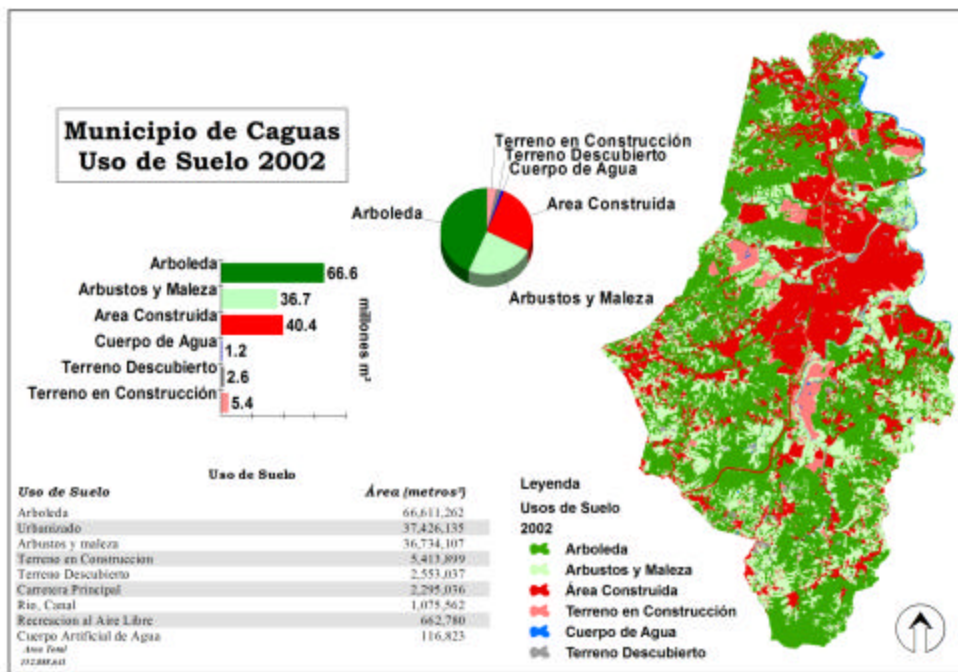 Municipio de Caguas
Uso de Suelo 2002
Terreno en Construcción
Terreno Descubierto
Cuerpo de Agua
Arboleda
Area Construida
Arbustos y Maleza
Arboleda
66.6
Arbustos y Maleza
36.7
Area Construida
40.4
Cuerpo de Agua
1.2
Terreno Descubierto
2.6
Terreno en Construcción
5.4
millones m²
Uso de Suelo
Uso de Suelo Área (metros²)
Arboleda 66,611,262
Urbanizado 37,426,135
Arbustos y maleza 36,734,107
Terreno en Construccion 5,413,899
Terreno Descubierto 2,553,037
Carretera Principal 2,295,036
Rio, Canal 1,075,562
Recreacion al Aire Libre 662,780
Cuerpo Artificial de Agua 116,823
Area Total
Leyenda
Usos de Suelo
2002
Arboleda
Arbustos y Maleza
Área Construida
Terreno en Construcción
Cuerpo de Agua
Terreno Descubierto